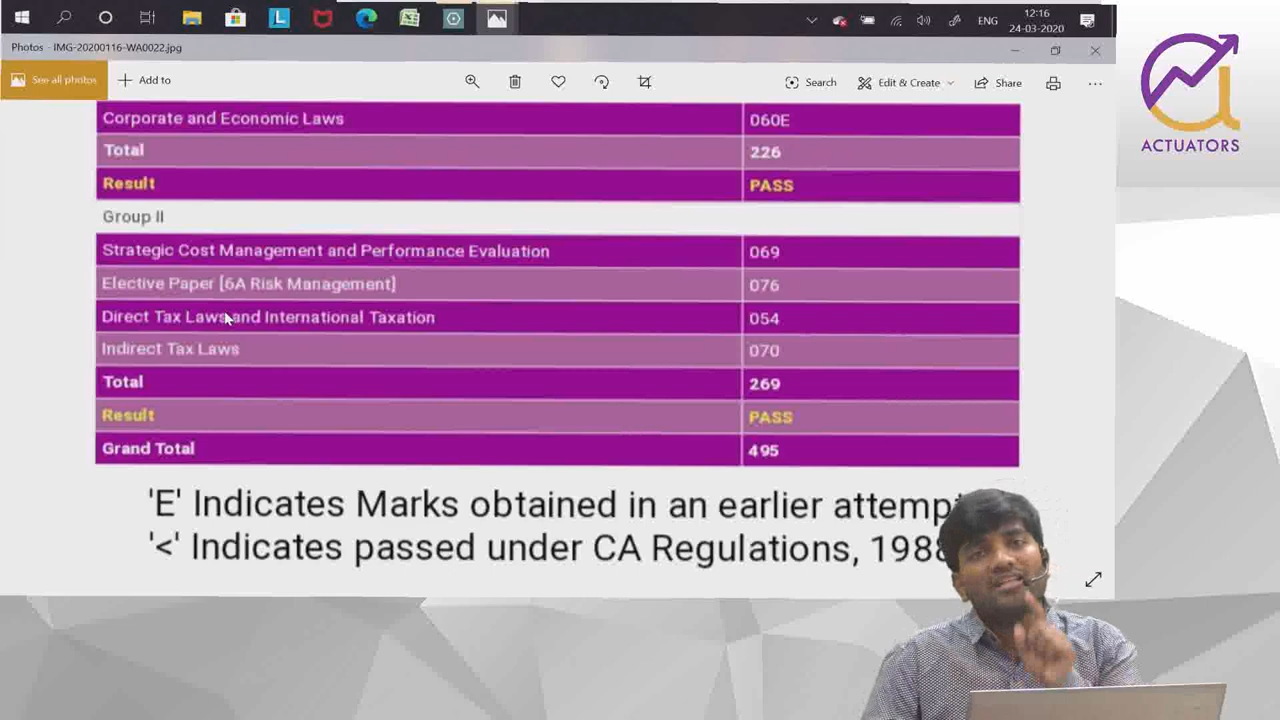 12:16
ENG
24-03-2020
Photos - IMG-20200116-WA0022.jpg
See all photos
Add to
Search
Edit & Create
Share
ACTUATORS
Corporate and Economic Laws 060E
Total 226
Result PASS
Group II
Strategic Cost Management and Performance Evaluation 069
Elective Paper [6A Risk Management] 076
Direct Tax Laws and International Taxation 054
Indirect Tax Laws 070
Total 269
Result PASS
Grand Total 495
'E' Indicates Marks obtained in an earlier attempt
'<' Indicates passed under CA Regulations, 1988